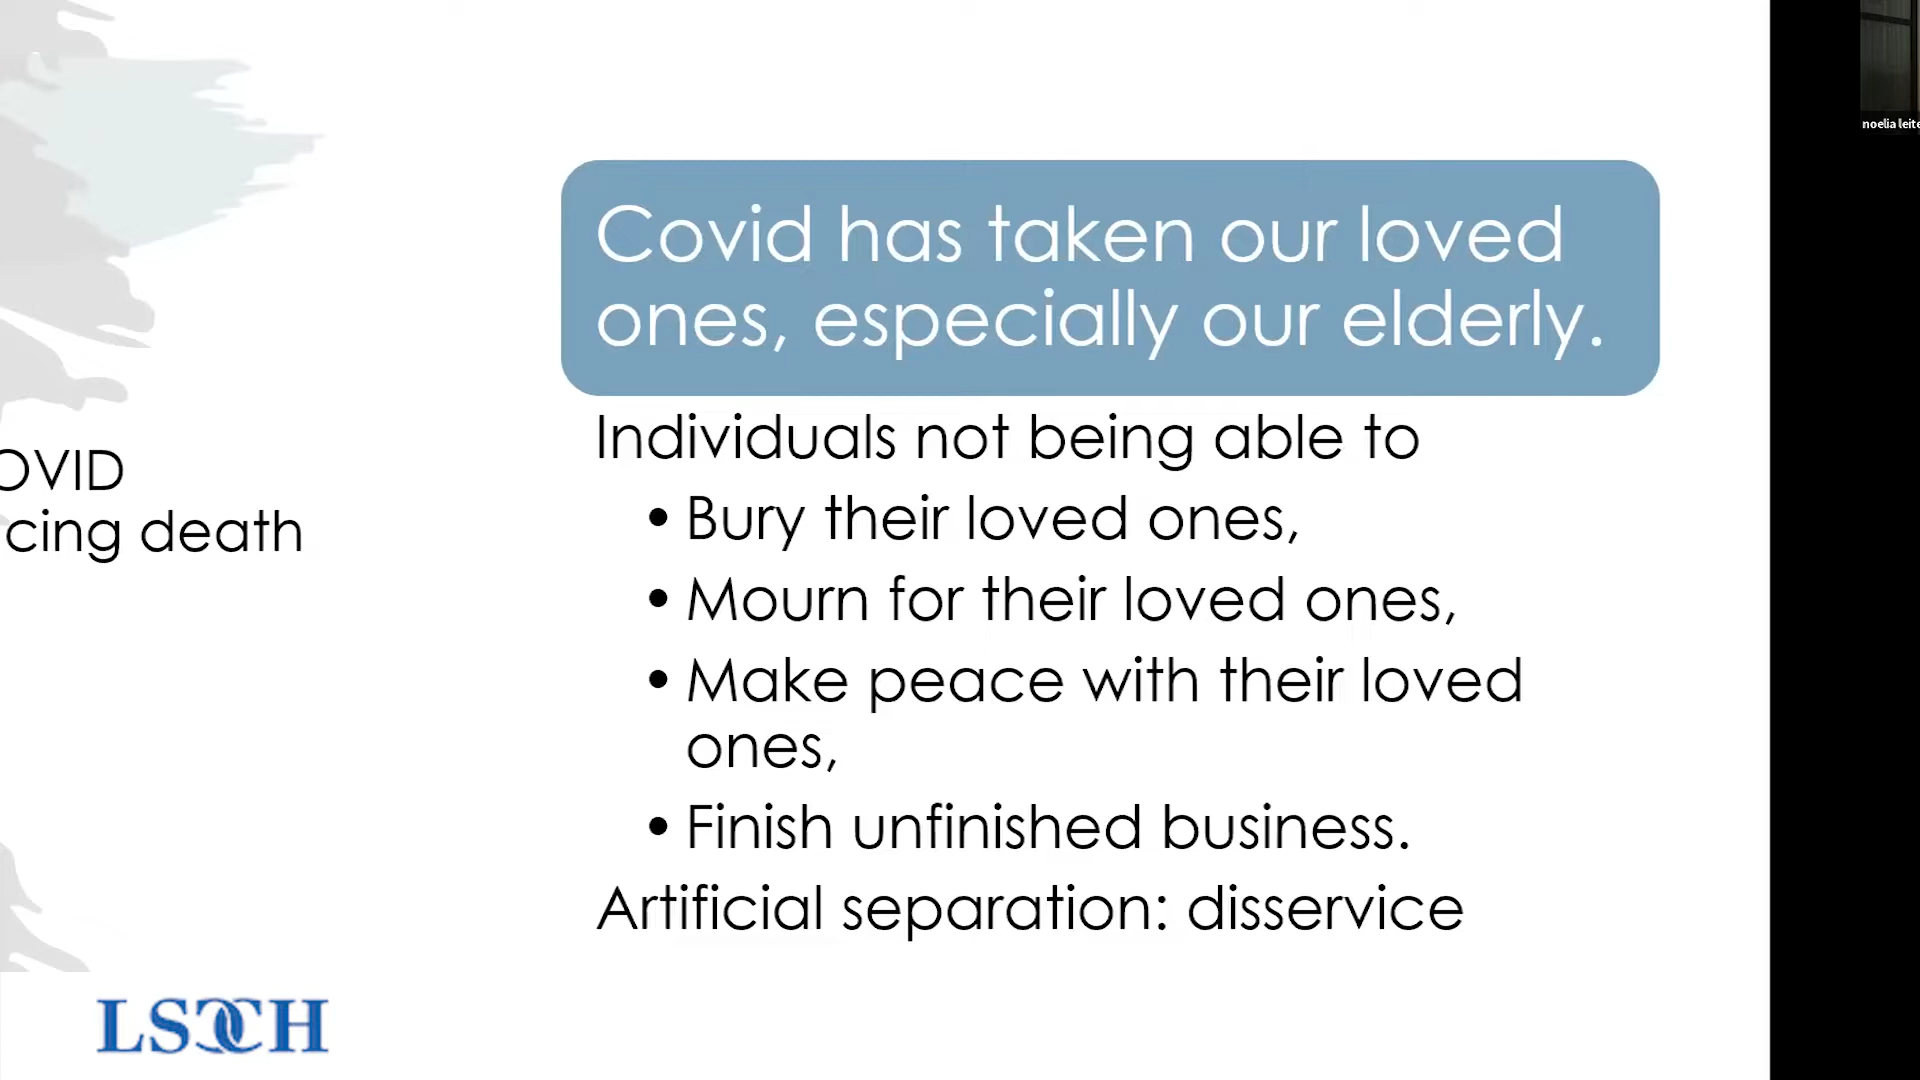 noelia leite
Covid has taken our loved
ones, especially our elderly.
Individuals not being able to
OVID
cing death
• Bury their loved ones,
• Mourn for their loved ones,
• Make peace with their loved
ones,
• Finish unfinished business.
Artificial separation: disservice
LSCCH